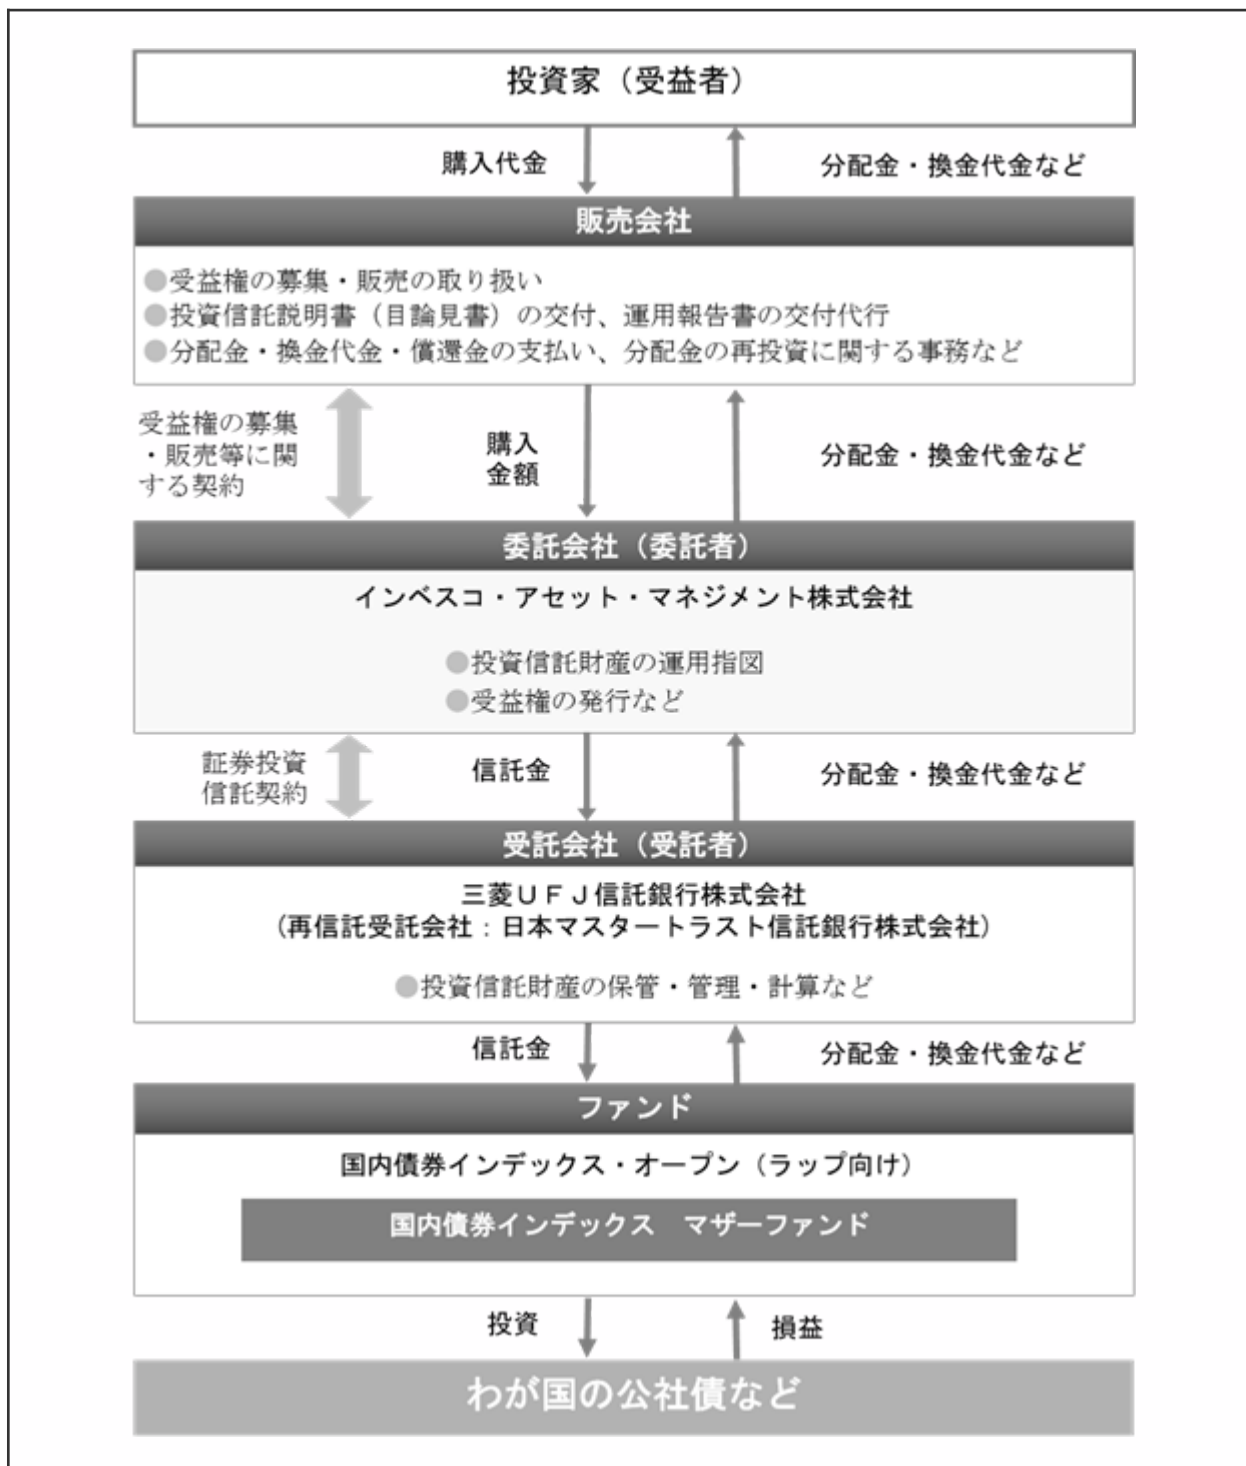 投資家（受益者）
購入代金
分配金・換金代金など
販売会社
●受益権の募集・販売の取り扱い
●投資信託説明書（目論見書）の交付、運用報告書の交付代行
●分配金・換金代金・償還金の支払い、分配金の再投資に関する事務など
受益権の募集
・販売等に関
する契約
購入
金額
分配金・換金代金など
委託会社（委託者）
インベスコ・アセット・マネジメント株式会社
●投資信託財産の運用指図
●受益権の発行など
証券投資
信託契約
信託金
分配金・換金代金など
受託会社（受託者）
三菱ＵＦＪ信託銀行株式会社
（再信託受託会社：日本マスタートラスト信託銀行株式会社）
●投資信託財産の保管・管理・計算など
信託金
分配金・換金代金など
ファンド
国内債券インデックス・オープン（ラップ向け）
国内債券インデックス　マザーファンド
投資
損益
わが国の公社債など